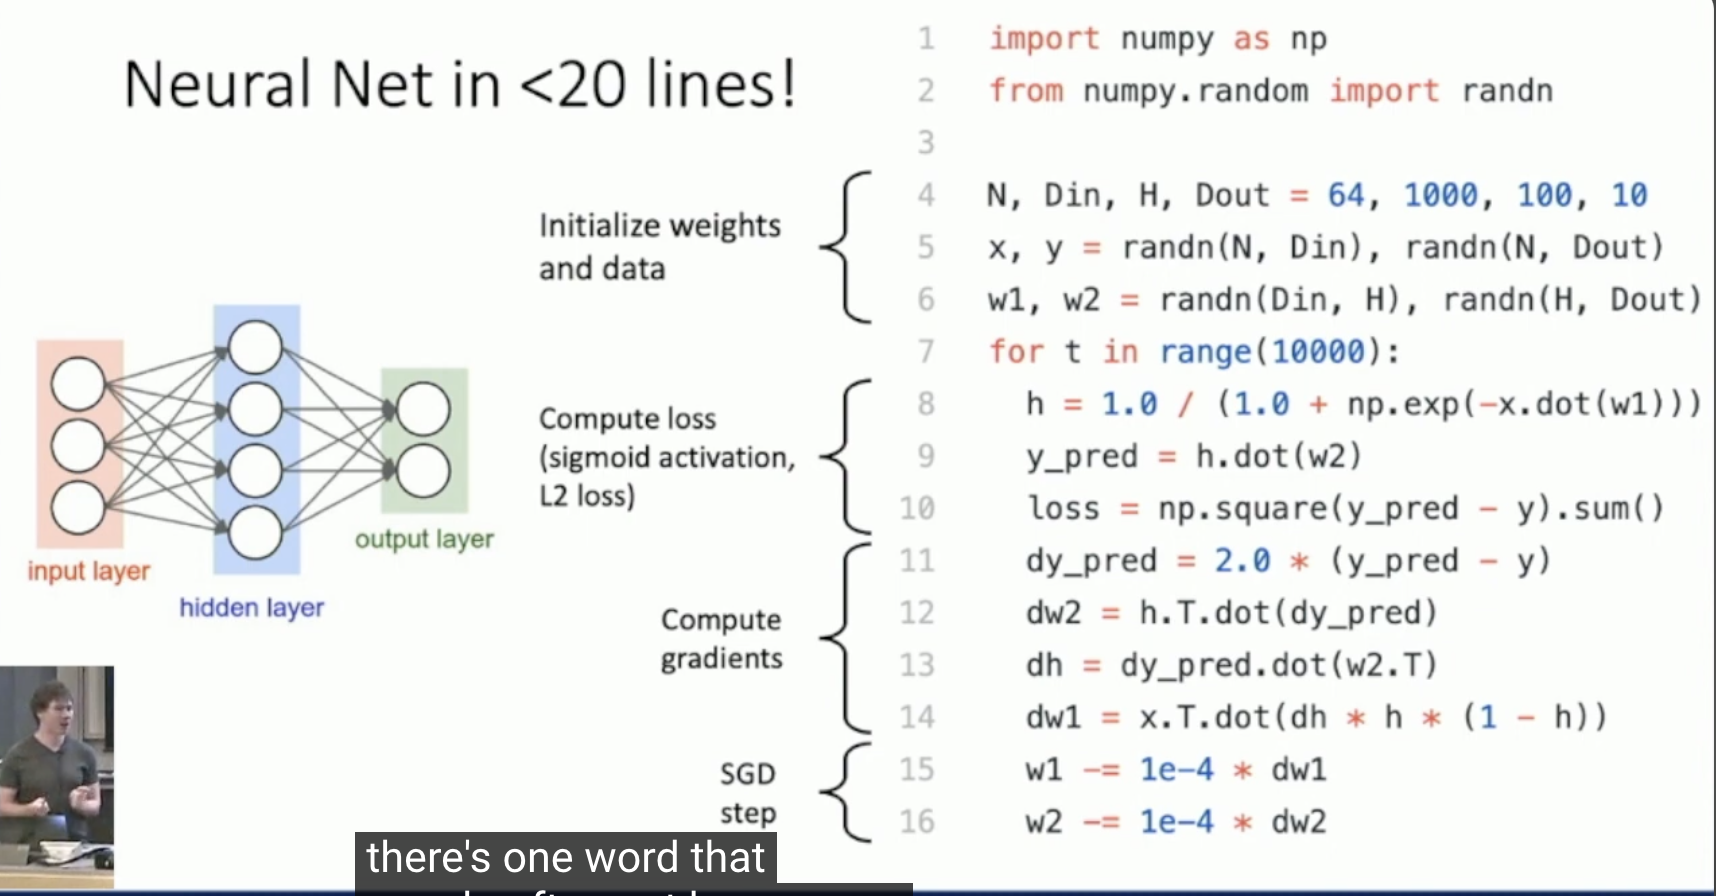 Neural Net in <20 lines!
Initialize weights
and data
Compute loss
(sigmoid activation,
L2 loss)
Compute
gradients
SGD
step
input layer
hidden layer
output layer
1 import numpy as np
2 from numpy.random import randn
3
4 N, Din, H, Dout = 64, 1000, 100, 10
5 x, y = randn(N, Din), randn(N, Dout)
6 w1, w2 = randn(Din, H), randn(H, Dout)
7 for t in range(10000):
8 h = 1.0 / (1.0 + np.exp(-x.dot(w1)))
9 y_pred = h.dot(w2)
10 loss = np.square(y_pred - y).sum()
11 dy_pred = 2.0 * (y_pred - y)
12 dw2 = h.T.dot(dy_pred)
13 dh = dy_pred.dot(w2.T)
14 dw1 = x.T.dot(dh * h * (1 - h))
15 w1 -= 1e-4 * dw1
16 w2 -= 1e-4 * dw2
there's one word that